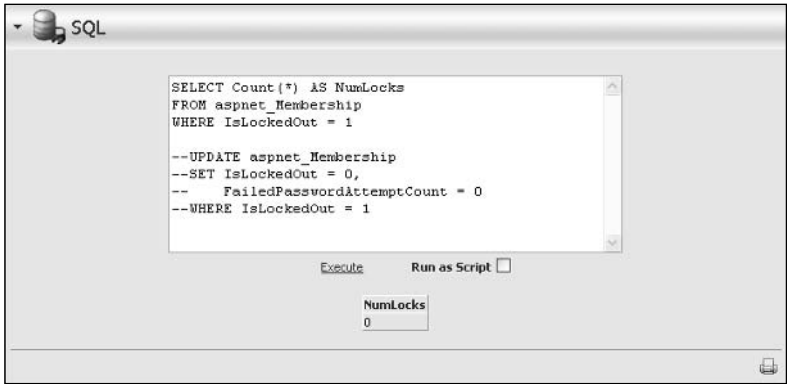 SQL
SELECT Count(*) AS NumLocks
FROM aspnet_Membership
WHERE IsLockedOut = 1
--UPDATE aspnet_Membership
--SET IsLockedOut = 0,
--    FailedPasswordAttemptCount = 0
--WHERE IsLockedOut = 1
Execute Run as Script
NumLocks
0